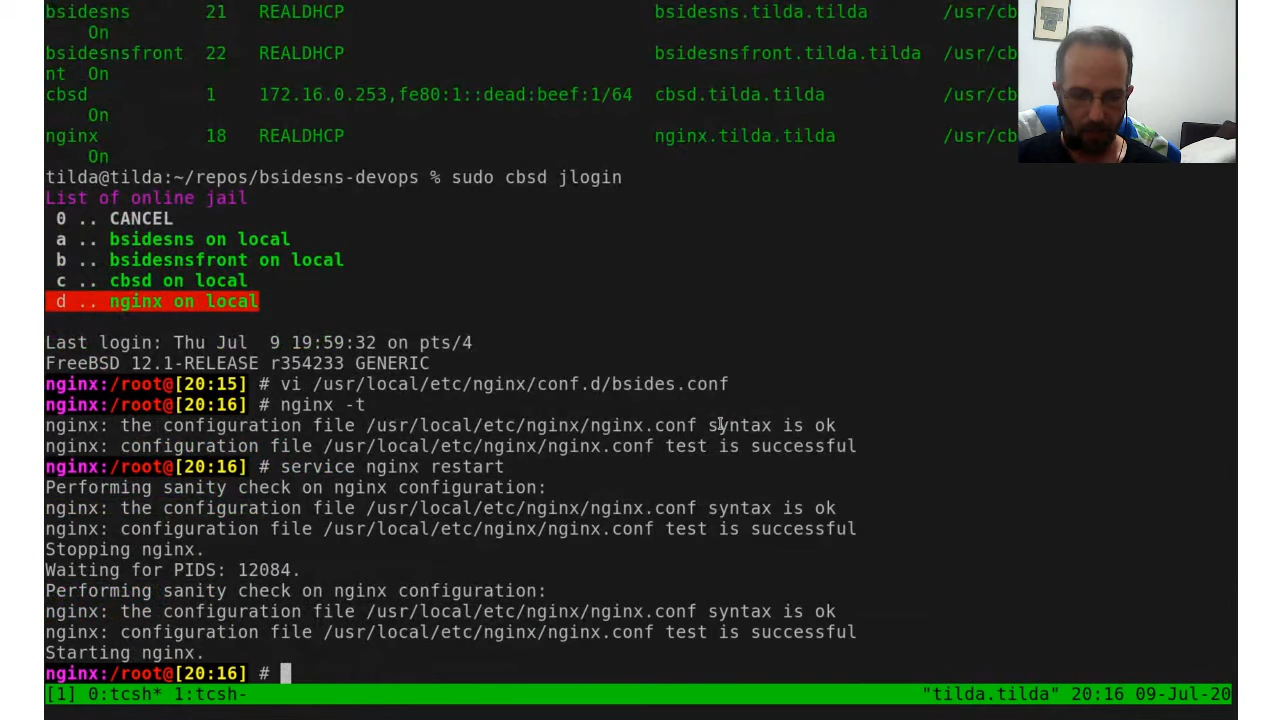 bsidesns 21 REALDHCP bsidesns.tilda.tilda /usr/cb
On
bsidesnsfront 22 REALDHCP bsidesnsfront.tilda.tilda /usr/cb
nt On
cbsd 1 172.16.0.253,fe80:1::dead:beef:1/64 cbsd.tilda.tilda /usr/cb
On
nginx 18 REALDHCP nginx.tilda.tilda /usr/cb
On
tilda@tilda:~/repos/bsidesns-devops % sudo cbsd jlogin
List of online jail
0 .. CANCEL
a .. bsidesns on local
b .. bsidesnsfront on local
c .. cbsd on local
d .. nginx on local
Last login: Thu Jul  9 19:59:32 on pts/4
FreeBSD 12.1-RELEASE r354233 GENERIC
nginx:/root@[20:15] # vi /usr/local/etc/nginx/conf.d/bsides.conf
nginx:/root@[20:16] # nginx -t
nginx: the configuration file /usr/local/etc/nginx/nginx.conf syntax is ok
nginx: configuration file /usr/local/etc/nginx/nginx.conf test is successful
nginx:/root@[20:16] # service nginx restart
Performing sanity check on nginx configuration:
nginx: the configuration file /usr/local/etc/nginx/nginx.conf syntax is ok
nginx: configuration file /usr/local/etc/nginx/nginx.conf test is successful
Stopping nginx.
Waiting for PIDS: 12084.
Performing sanity check on nginx configuration:
nginx: the configuration file /usr/local/etc/nginx/nginx.conf syntax is ok
nginx: configuration file /usr/local/etc/nginx/nginx.conf test is successful
Starting nginx.
nginx:/root@[20:16] #
[1] 0:tcsh* 1:tcsh- "tilda.tilda" 20:16 09-Jul-20